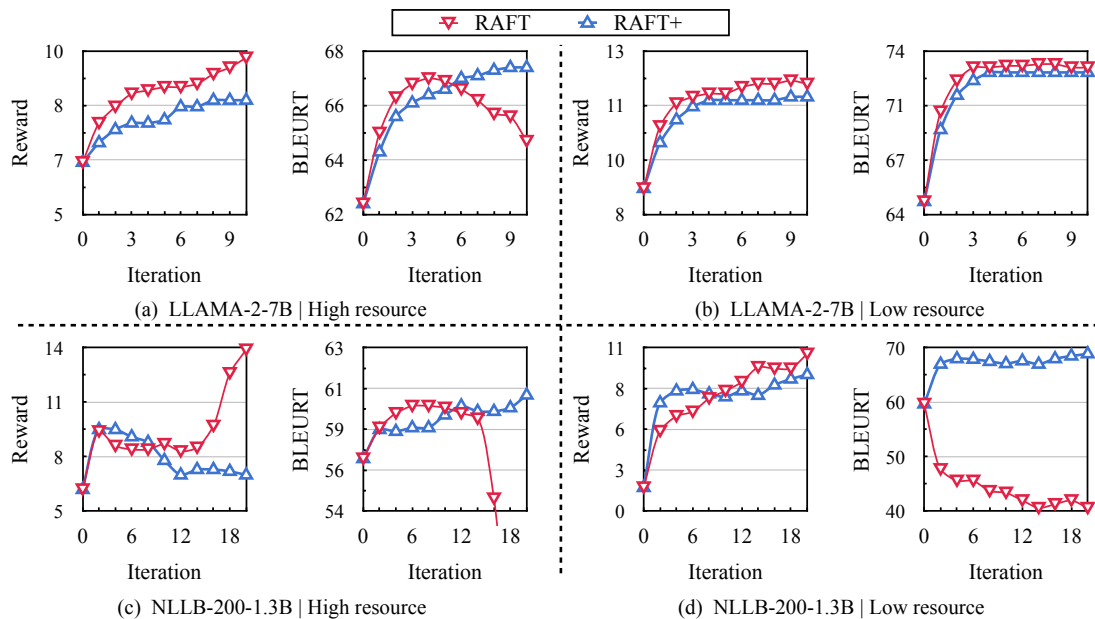 RAFT RAFT+
10 8 7 5
Reward
0 3 6 9
Iteration
68 66 64 62
BLEURT
0 3 6 9
Iteration
(a) LLAMA-2-7B | High resource
13 11 10 8
Reward
0 3 6 9
Iteration
74 71 67 64
BLEURT
0 3 6 9
Iteration
(b) LLAMA-2-7B | Low resource
14 11 8 5
Reward
0 6 12 18
Iteration
63 61 59 56 54
BLEURT
0 6 12 18
Iteration
(c) NLLB-200-1.3B | High resource
11 8 6 3 0
Reward
0 6 12 18
Iteration
70 60 50 40
BLEURT
0 6 12 18
Iteration
(d) NLLB-200-1.3B | Low resource